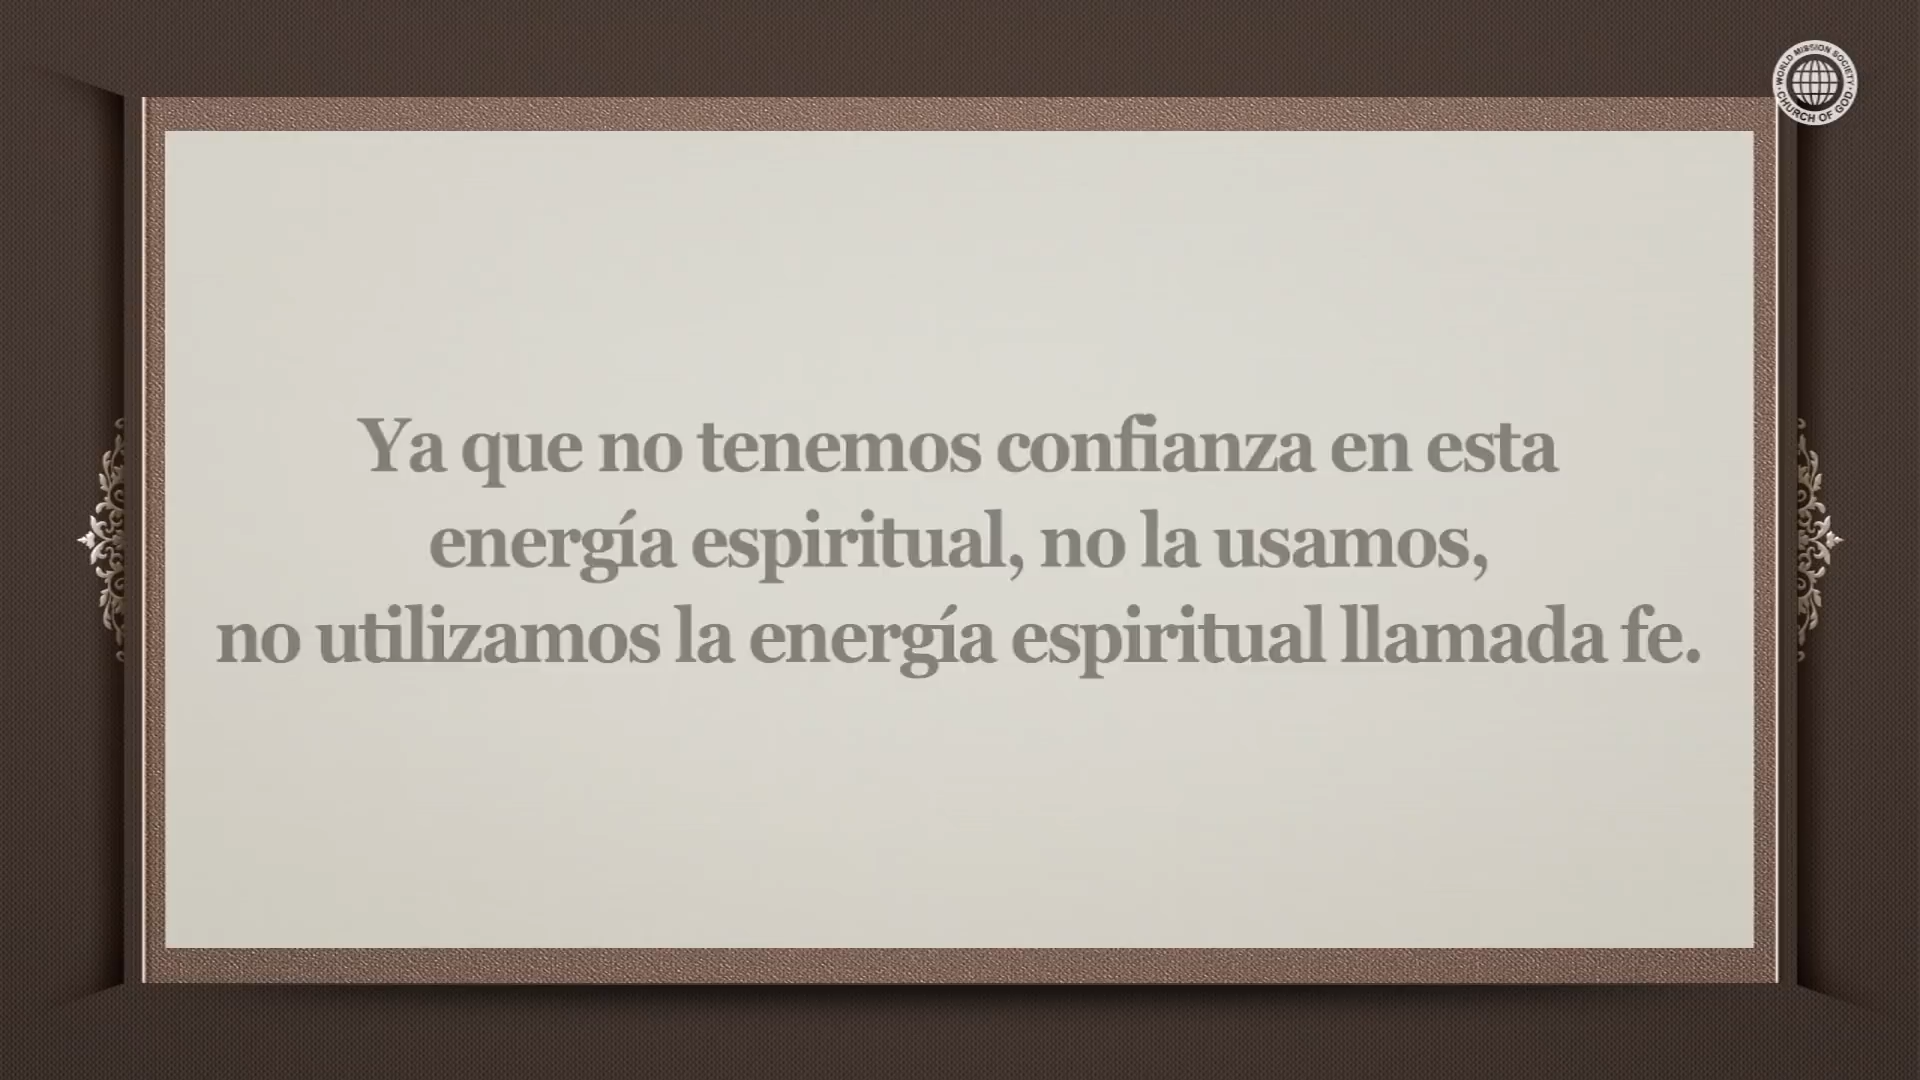 WORLD MISSION SOCIETY
CHURCH OF GOD
Ya que no tenemos confianza en esta
energía espiritual, no la usamos,
no utilizamos la energía espiritual llamada fe.